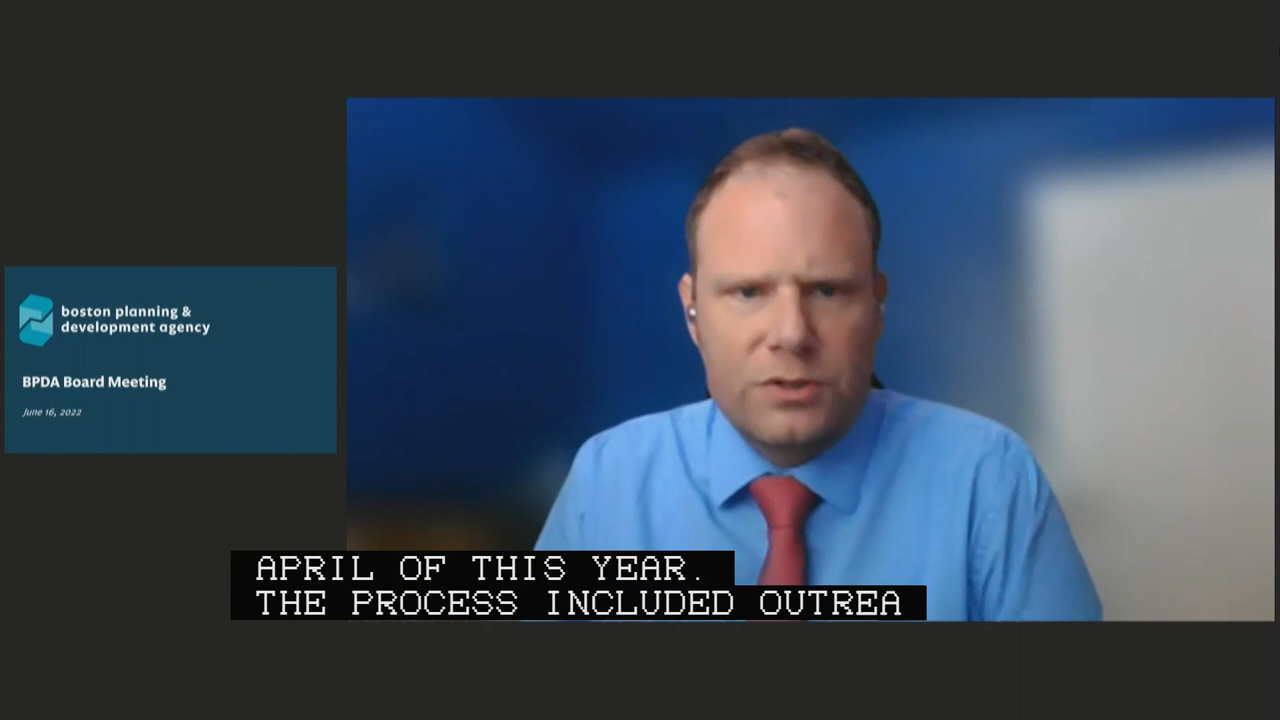 boston planning &
development agency
BPDA Board Meeting
June 16, 2022
APRIL OF THIS YEAR.
THE PROCESS INCLUDED OUTREA